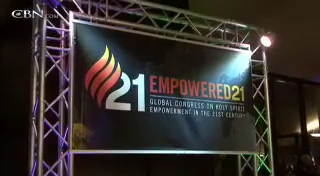 CBN.com
21 EMPOWERED21
GLOBAL CONGRESS ON HOLY SPIRIT
EMPOWERMENT IN THE 21ST CENTURY